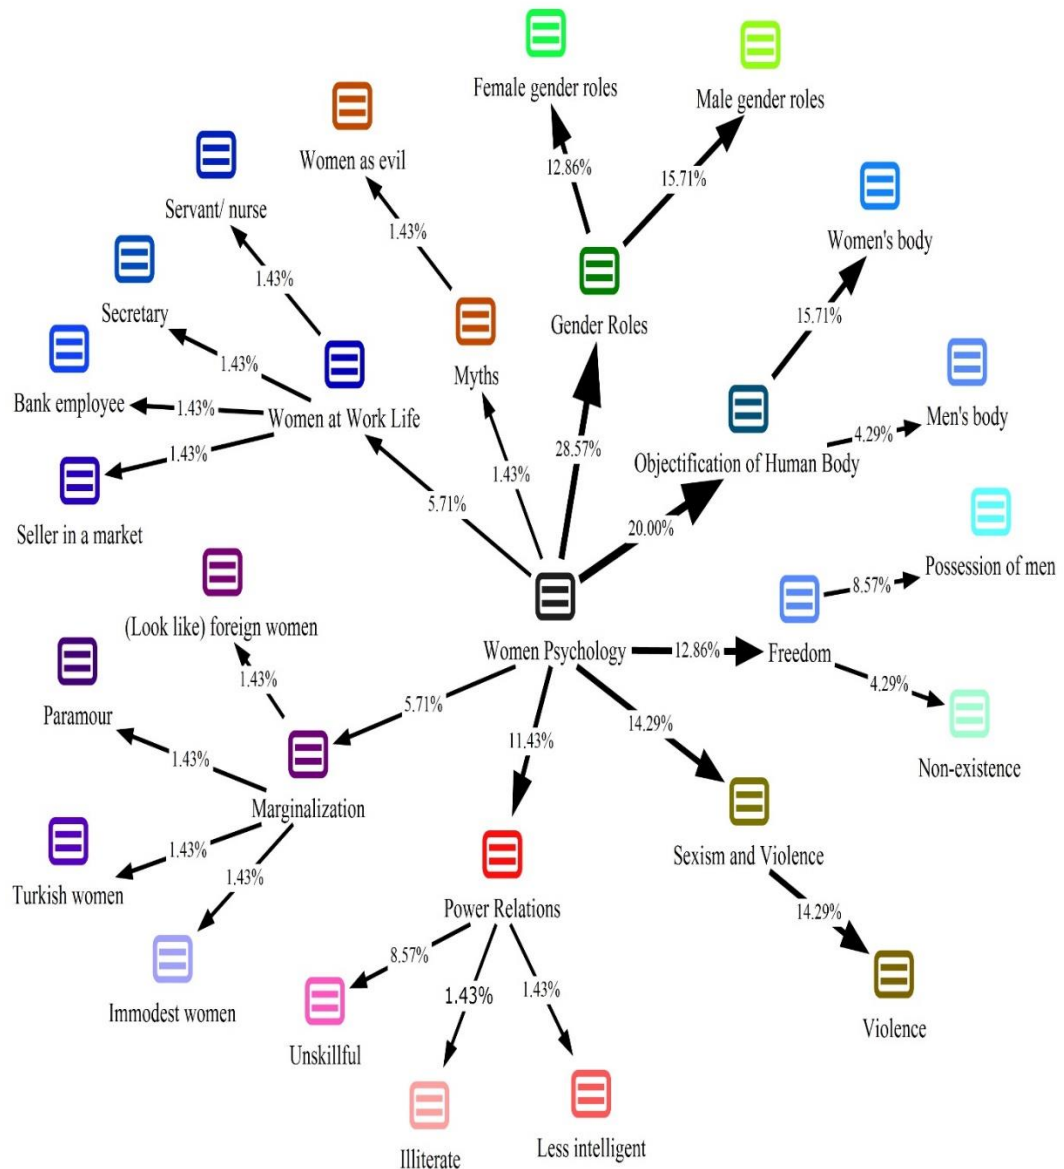 Female gender roles
Male gender roles
Women as evil
12.86%
15.71%
Servant/ nurse
1.43%
Women's body
1.43%
Secretary
Gender Roles
15.71%
1.43%
Myths
Bank employee
1.43%
Women at Work Life
Men's body
4.29%
28.57%
Objectification of Human Body
1.43%
1.43%
5.71%
20.00%
Seller in a market
Possession of men
8.57%
(Look like) foreign women
Women Psychology
12.86%
Freedom
1.43%
4.29%
5.71%
Paramour
14.29%
1.43%
11.43%
Non-existence
Marginalization
1.43%
Sexism and Violence
1.43%
Turkish women
Power Relations
14.29%
8.57%
1.43%
1.43%
Immodest women
Violence
Unskillful
Less intelligent
Illiterate